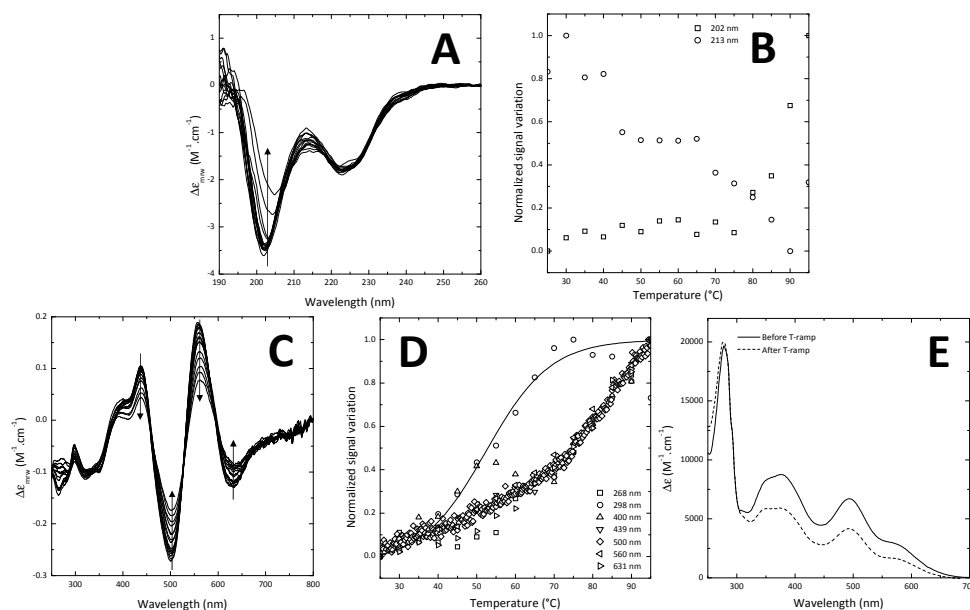 A
Δε_mrw (M⁻¹.cm⁻¹)
1
0
-1
-2
-3
-4
190 200 210 220 230 240 250 260
Wavelength (nm)
B
202 nm
213 nm
Normalized signal variation
1.0
0.8
0.6
0.4
0.2
0.0
30 40 50 60 70 80 90
Temperature (°C)
C
Δε_mrw (M⁻¹.cm⁻¹)
0.2
0.1
0.0
-0.1
-0.2
-0.3
300 400 500 600 700 800
Wavelength (nm)
D
Normalized signal variation
1.0
0.8
0.6
0.4
0.2
0.0
268 nm
298 nm
400 nm
439 nm
500 nm
560 nm
631 nm
30 40 50 60 70 80 90
Temperature (°C)
E
Before T-ramp
After T-ramp
Δε (M⁻¹.cm⁻¹)
20000
15000
10000
5000
0
300 400 500 600 700
Wavelength (nm)